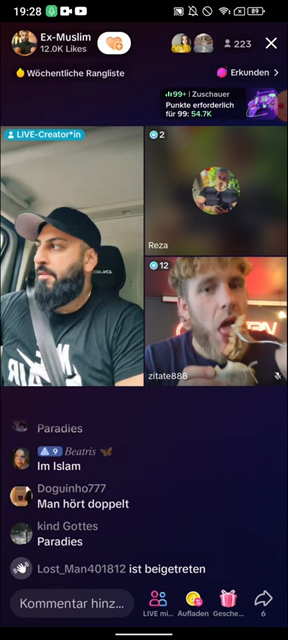 19:28
89
Ex-Muslim
12.0K Likes
223
Wöchentliche Rangliste
Erkunden
99+ | Zuschauer
Punkte erforderlich
für 99: 54.7K
LIVE-Creator*in
2
Reza
12
zitate888
Paradies
9 Beatris
Im Islam
Doguinho777
Man hört doppelt
kind Gottes
Paradies
Lost_Man401812 ist beigetreten
Kommentar hinz...
LIVE mi...
Aufladen
Gesche...
6